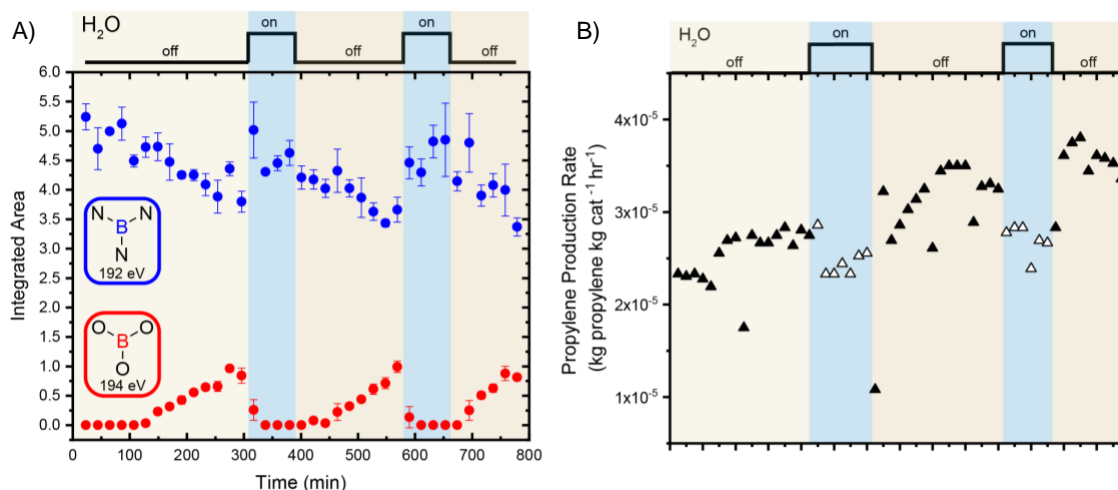 A)
H2O
off
on
off
on
off
6.0
5.5
5.0
4.5
4.0
3.5
3.0
2.5
2.0
1.5
1.0
0.5
0.0
Integrated Area
N N
B
N
192 eV
O O
B
O
194 eV
0 100 200 300 400 500 600 700 800
Time (min)
B)
H2O
off
on
off
on
off
4x10-5
3x10-5
2x10-5
1x10-5
Propylene Production Rate
(kg propylene kg cat -1 hr-1)